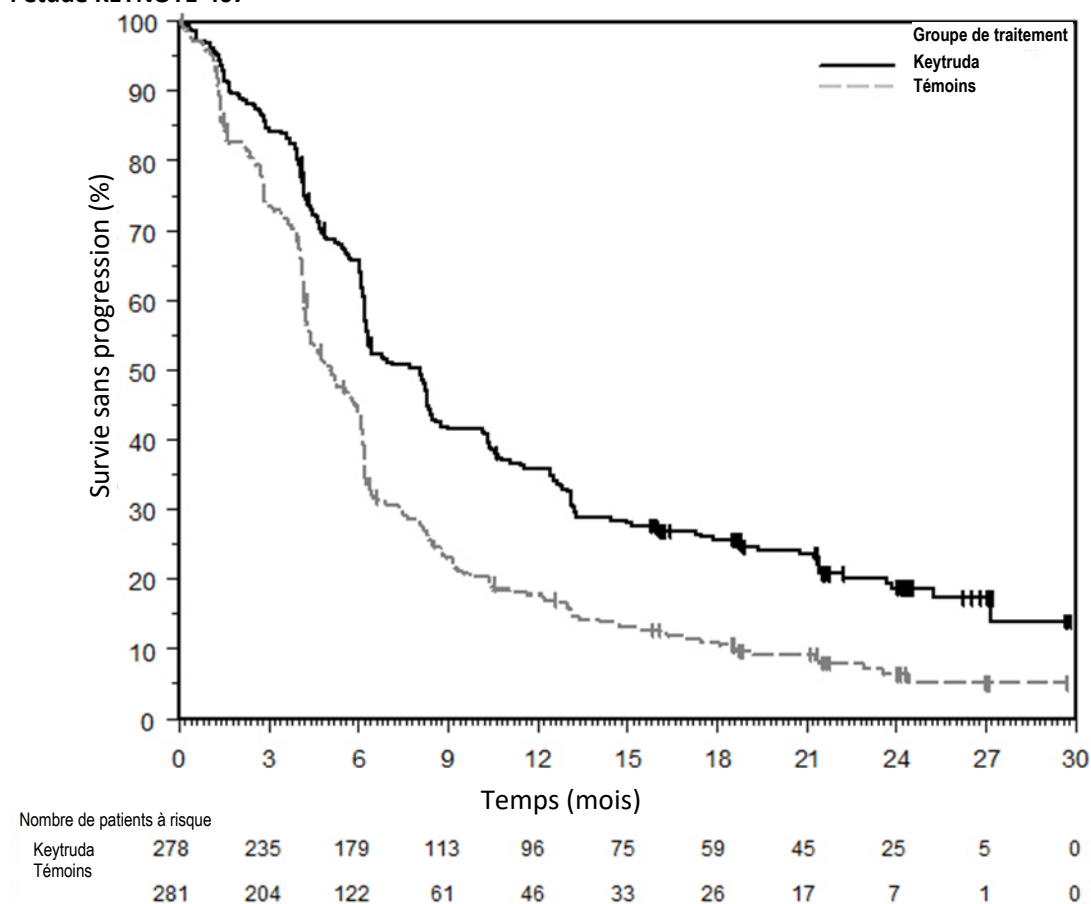 100
Groupe de traitement
Keytruda
Témoins
90
80
70
60
50
40
30
20
10
0
Survie sans progression (%)
0 3 6 9 12 15 18 21 24 27 30
Temps (mois)
Nombre de patients à risque
Keytruda 278 235 179 113 96 75 59 45 25 5 0
Témoins
281 204 122 61 46 33 26 17 7 1 0